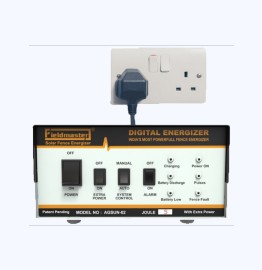 Fieldmaster
Solar Fence Energizer
DIGITAL ENERGIZER
INDIA'S MOST POWERFULL FENCE ENERGIZER
OFF OFF MANUAL OFF
ON ON AUTO ON
POWER EXTRA POWER SYSTEM CONTROL ALARM
Charging Power ON
Battery Discharge Pulses
Battery Low Fence Fault
Patent Pending MODEL NO : AGSUN-02 JOULE With Extra Power